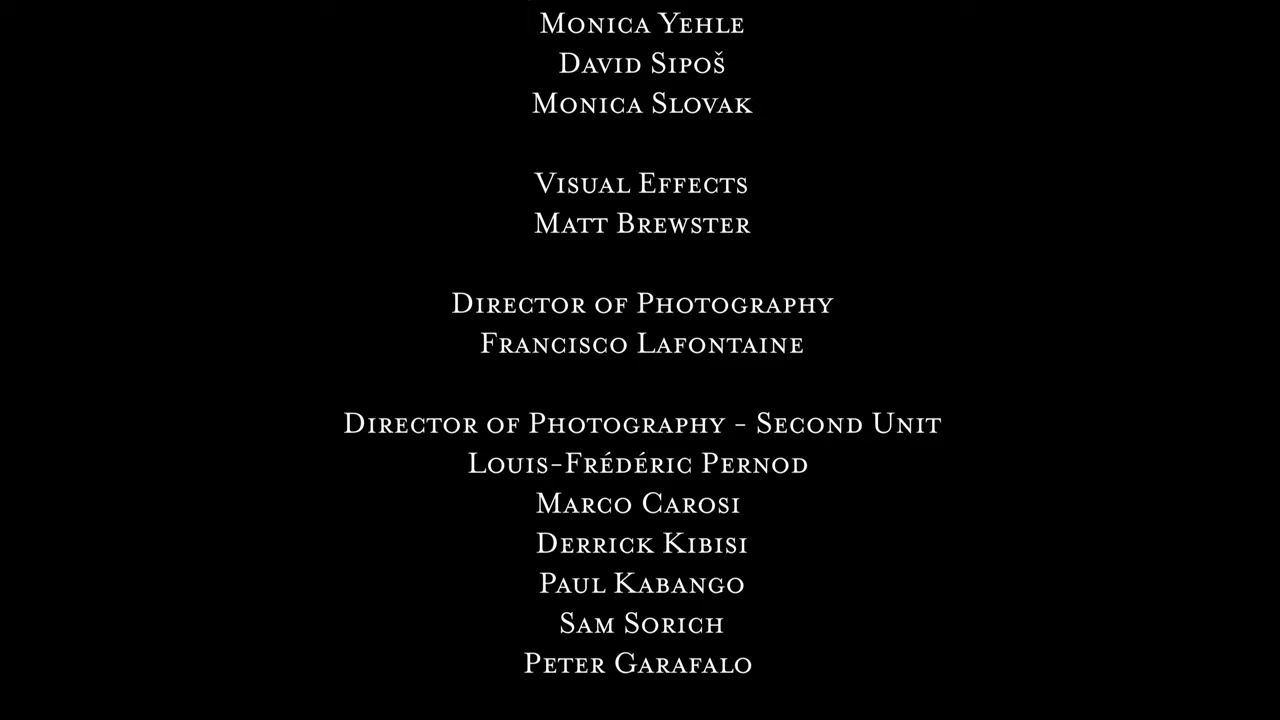 Monica Yehle
David Sipoš
Monica Slovak
Visual Effects
Matt Brewster
Director of Photography
Francisco Lafontaine
Director of Photography - Second Unit
Louis-Frédéric Pernod
Marco Carosi
Derrick Kibisi
Paul Kabango
Sam Sorich
Peter Garafalo